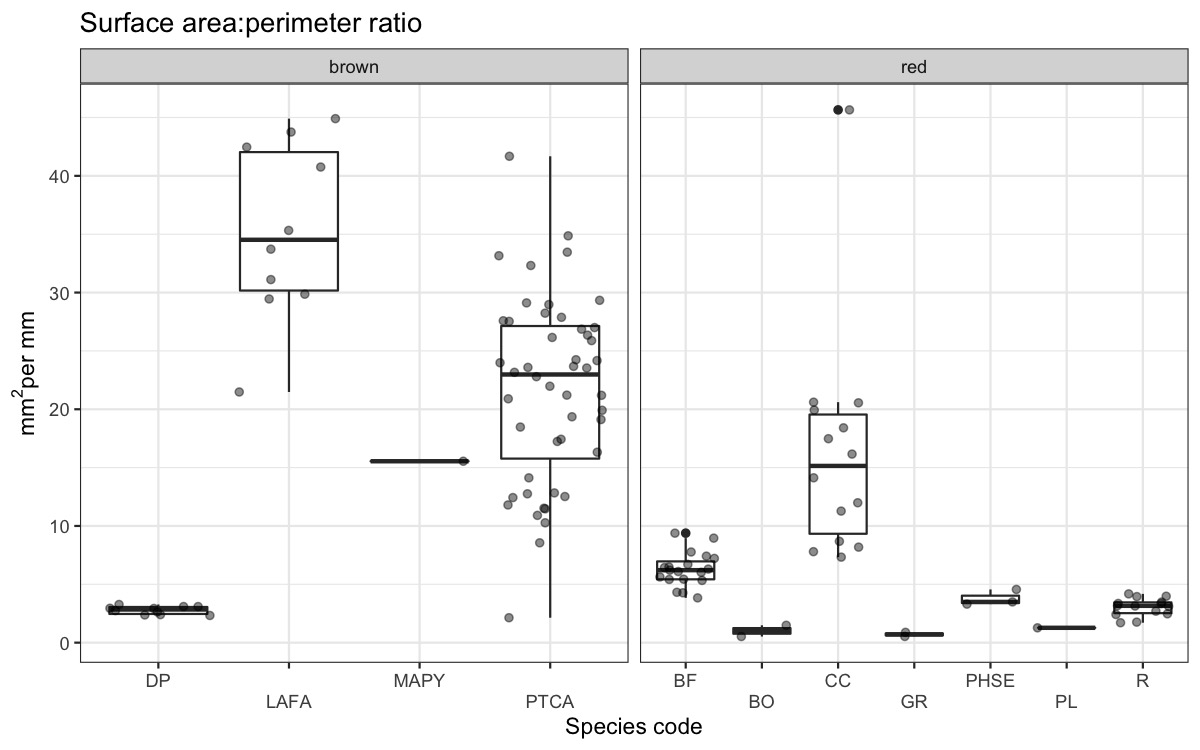 Surface area:perimeter ratio
brown red
40
30
20
10
0
mm²per mm
DP MAPY BF CC PHSE R
LAFA PTCA BO GR PL
Species code